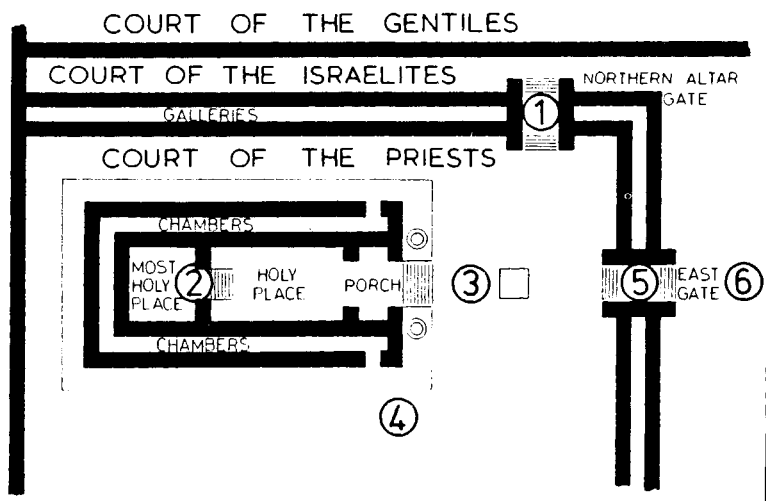 COURT OF THE GENTILES
COURT OF THE ISRAELITES
NORTHERN ALTAR
GATE
1
GALLERIES
COURT OF THE PRIESTS
CHAMBERS
MOST
HOLY
PLACE
2
HOLY
PLACE
PORCH
3
5
EAST
GATE
6
CHAMBERS
4